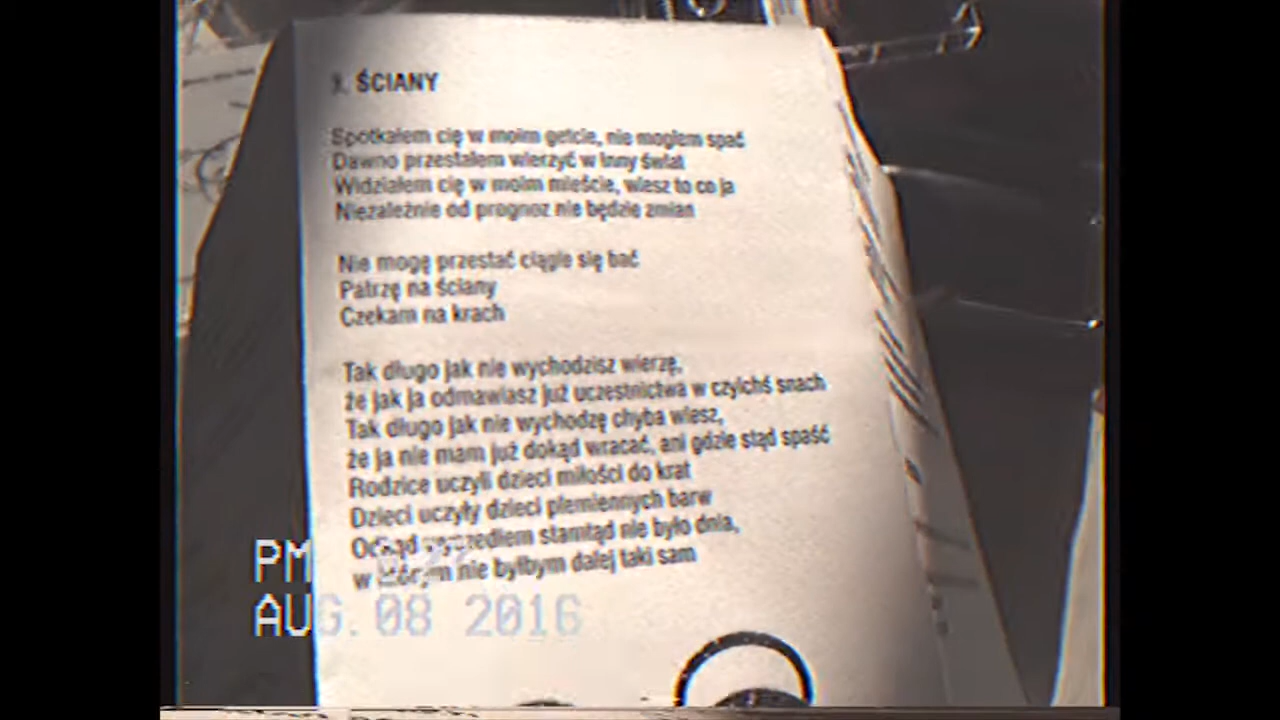 ŚCIANY
Spotkałem cię w moim getcie, nie mogłem spać
Dawno przestałem wierzyć w inny świat
Widziałem cię w moim mieście, wiesz to co ja
Niezależnie od prognoz nie będzie zmian
Nie mogę przestać ciągle się bać
Patrzę na ściany
Czekam na krach
Tak długo jak nie wychodzisz wierzę,
że jak ja odmawiasz już uczestnictwa w czyichś snach
Tak długo jak nie wychodzę chyba wiesz,
że ja nie mam już dokąd wracać, ani gdzie stąd spaść
Rodzice uczyli dzieci miłości do krat
Dzieci uczyły dzieci plemiennych barw
Odkąd wyszedłem stamtąd nie było dnia,
w którym nie byłbym dalej taki sam
PM
AUG. 08 2016